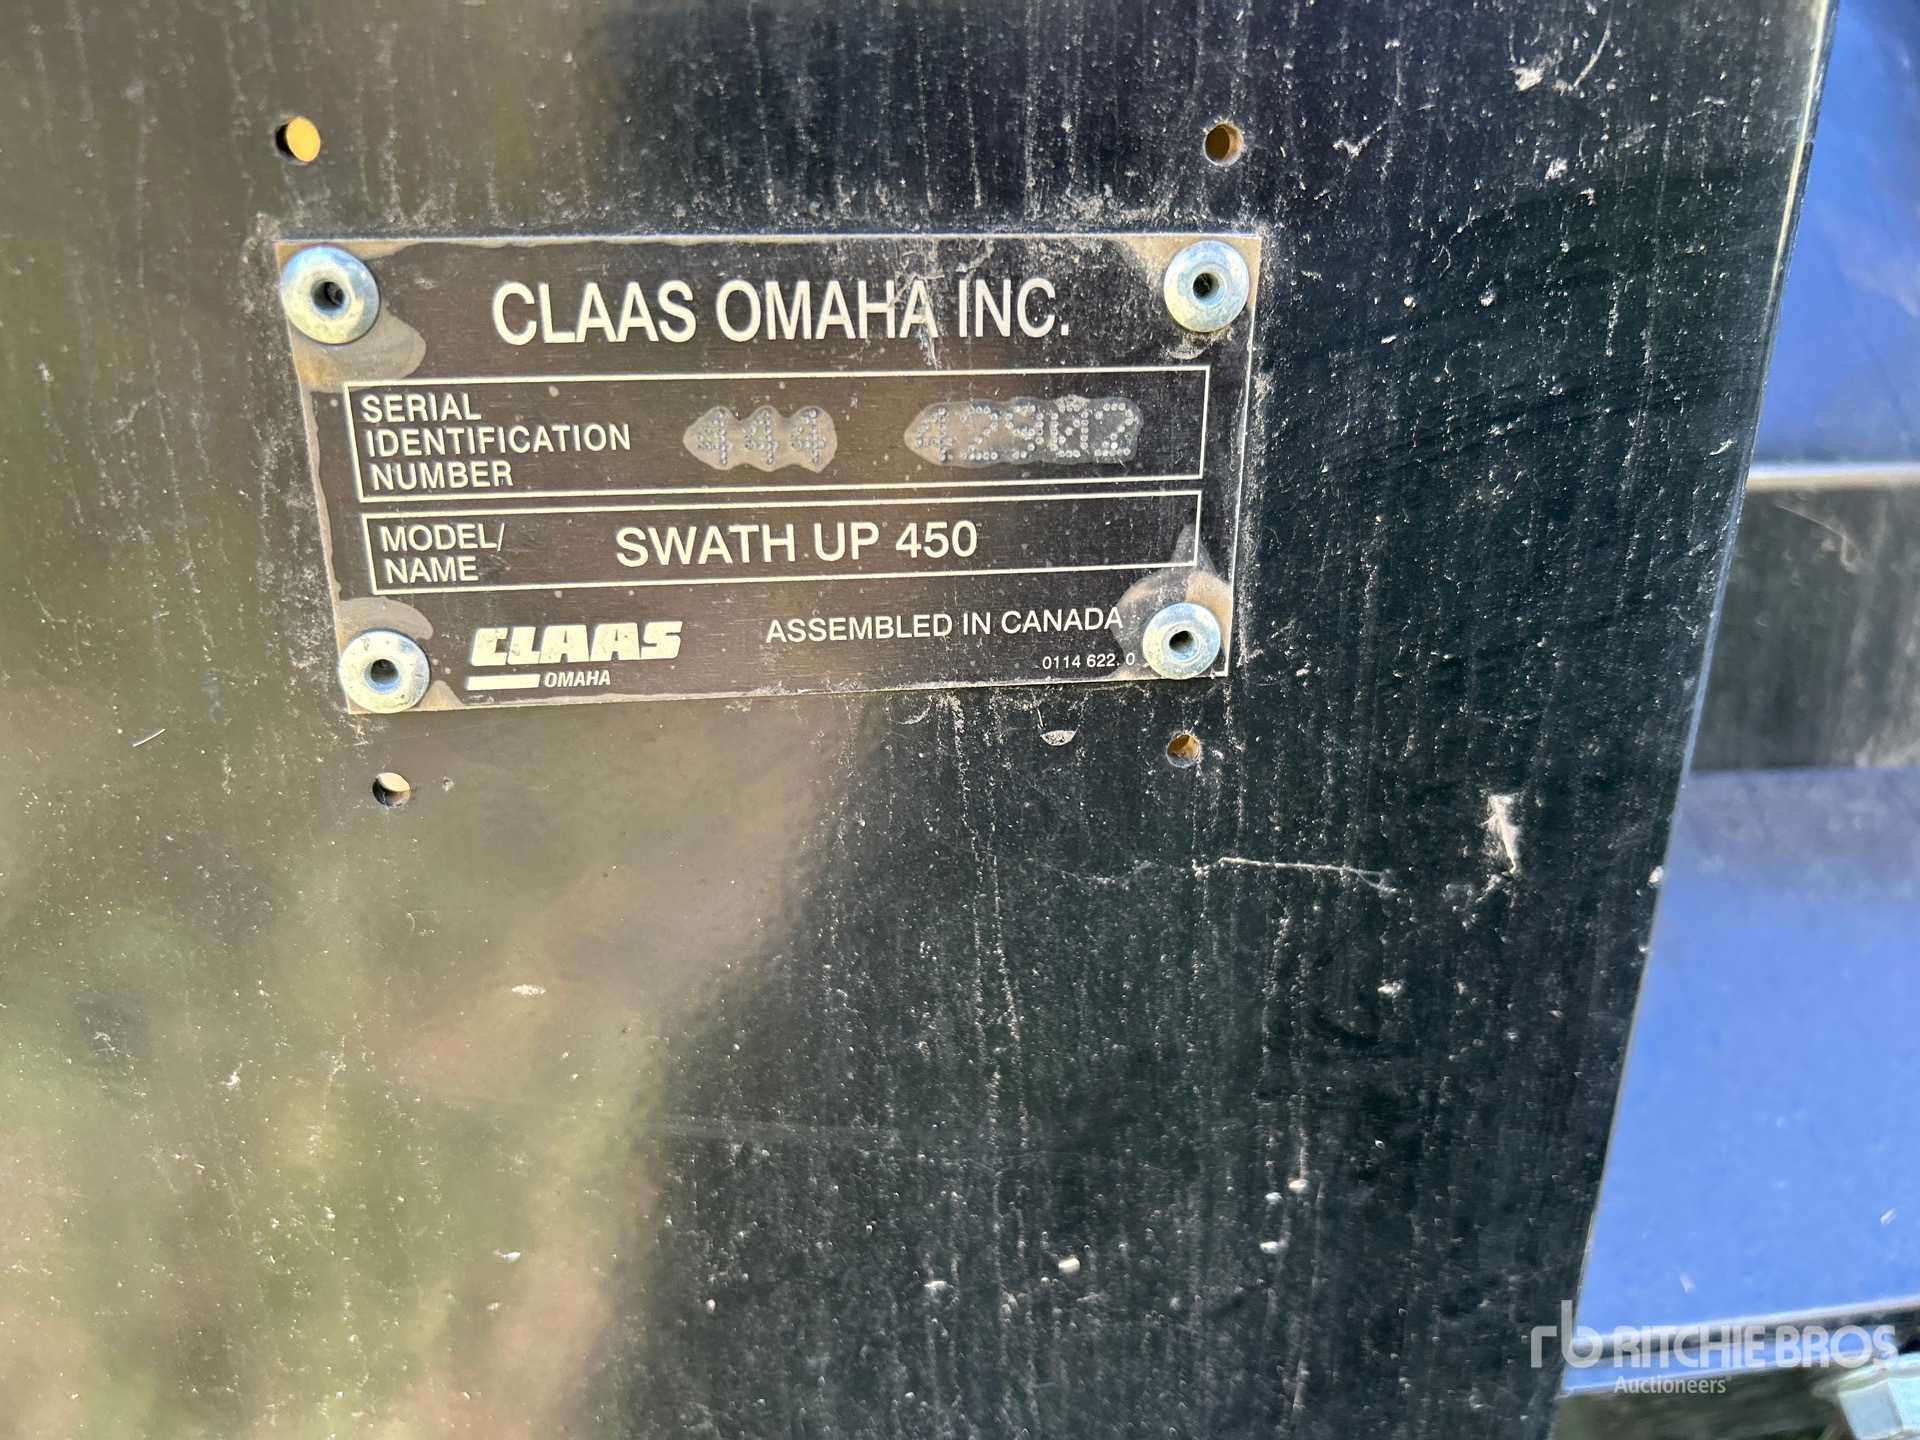 CLAAS OMAHA INC.
SERIAL
IDENTIFICATION
NUMBER
444 42902
MODEL/
NAME
SWATH UP 450
CLAAS
OMAHA
ASSEMBLED IN CANADA
0114 622. 0
rb RITCHIE BROS
Auctioneers